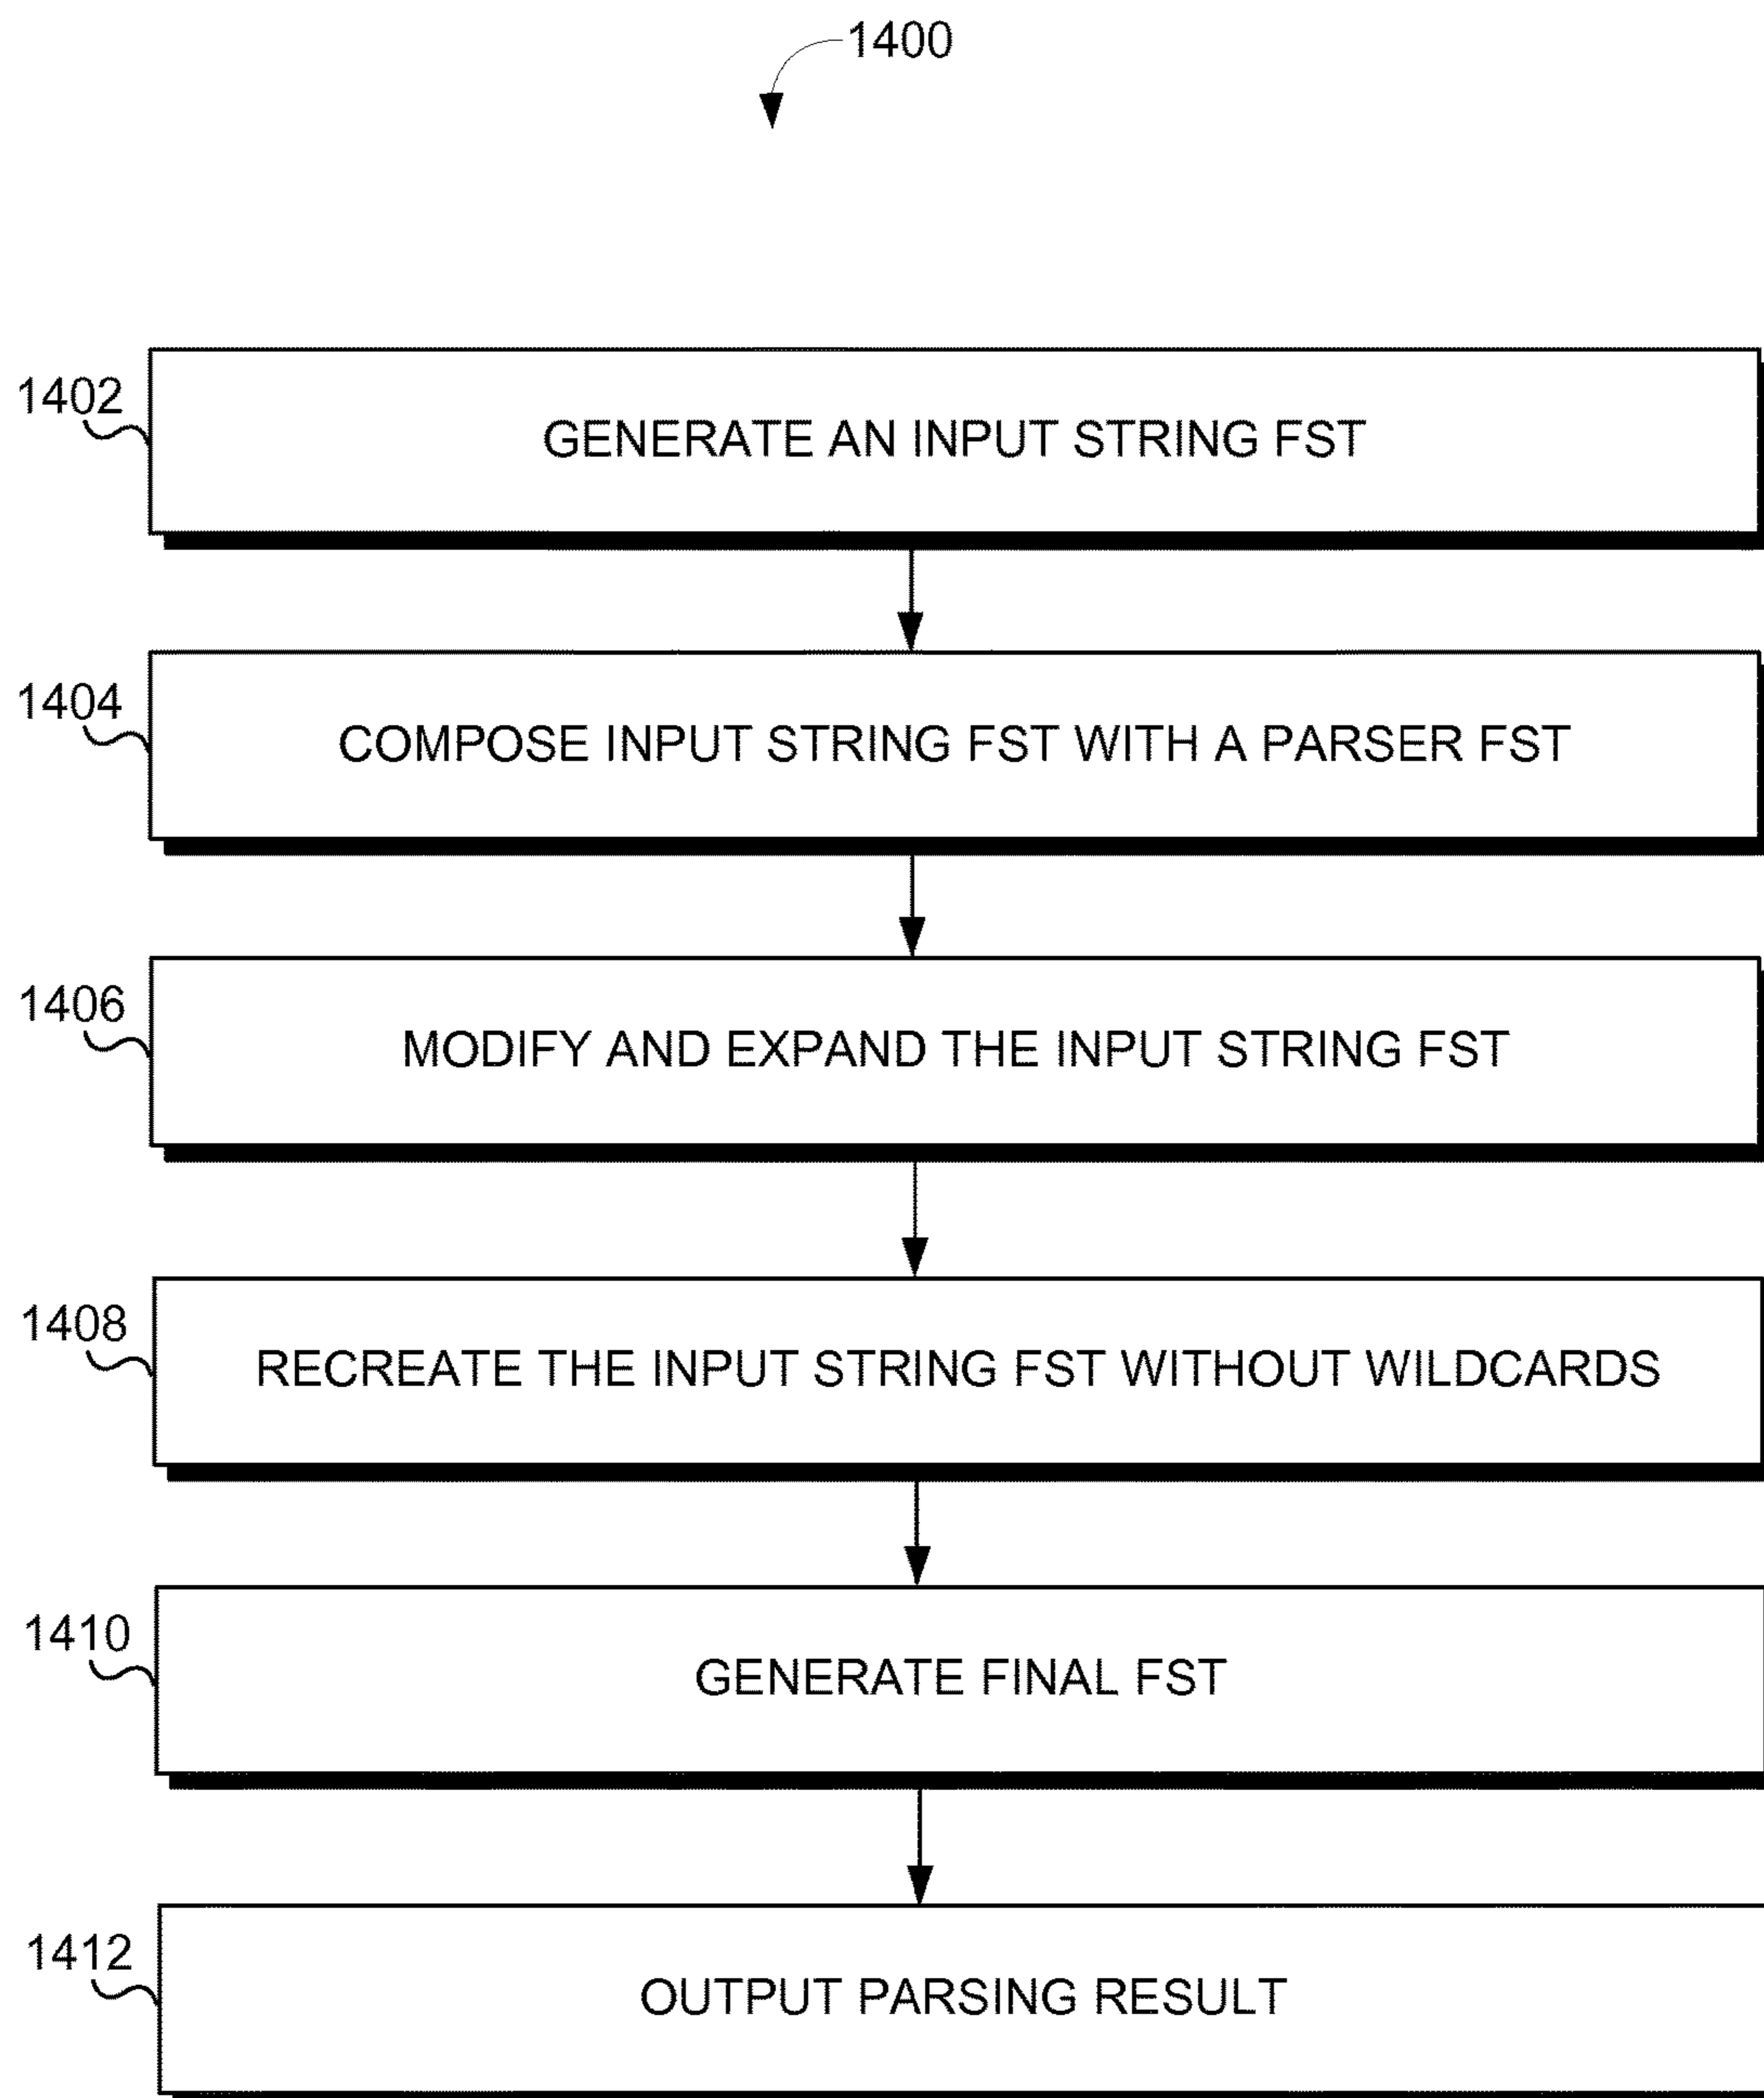 1400
1402
GENERATE AN INPUT STRING FST
1404
COMPOSE INPUT STRING FST WITH A PARSER FST
1406
MODIFY AND EXPAND THE INPUT STRING FST
1408
RECREATE THE INPUT STRING FST WITHOUT WILDCARDS
1410
GENERATE FINAL FST
1412
OUTPUT PARSING RESULT